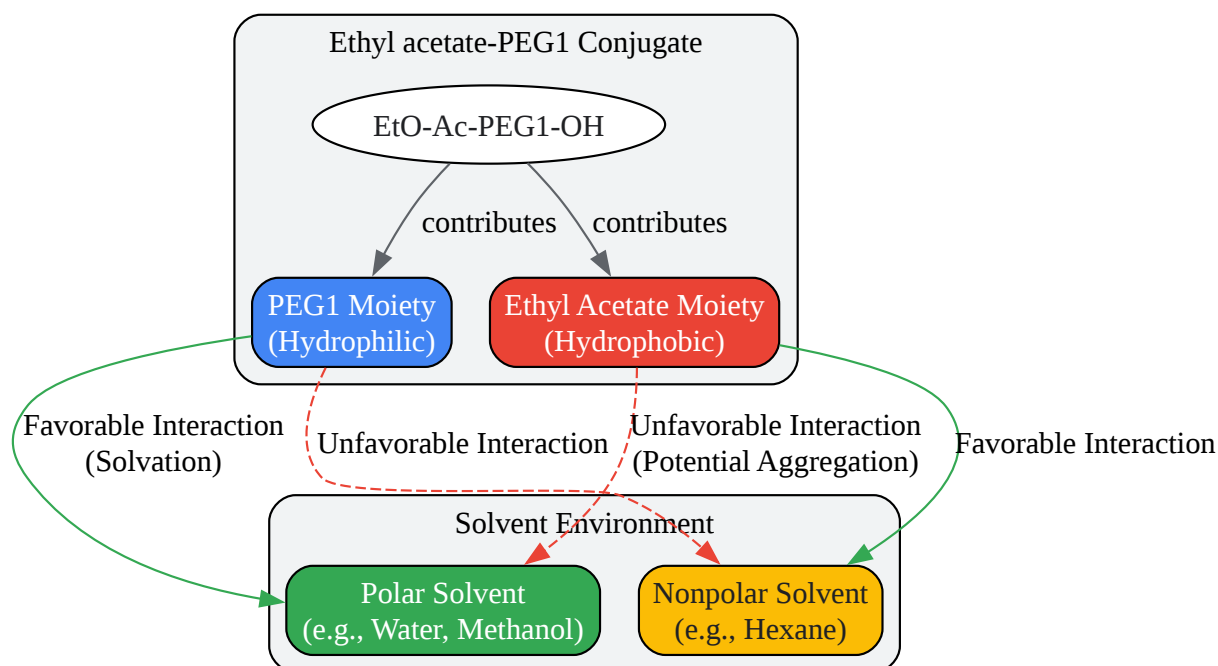 Ethyl acetate-PEG1 Conjugate
EtO-Ac-PEG1-OH
contributes
contributes
PEG1 Moiety
(Hydrophilic)
Ethyl Acetate Moiety
(Hydrophobic)
Favorable Interaction
(Solvation)
Unfavorable Interaction
Unfavorable Interaction
(Potential Aggregation)
Favorable Interaction
Solvent Environment
Polar Solvent
(e.g., Water, Methanol)
Nonpolar Solvent
(e.g., Hexane)